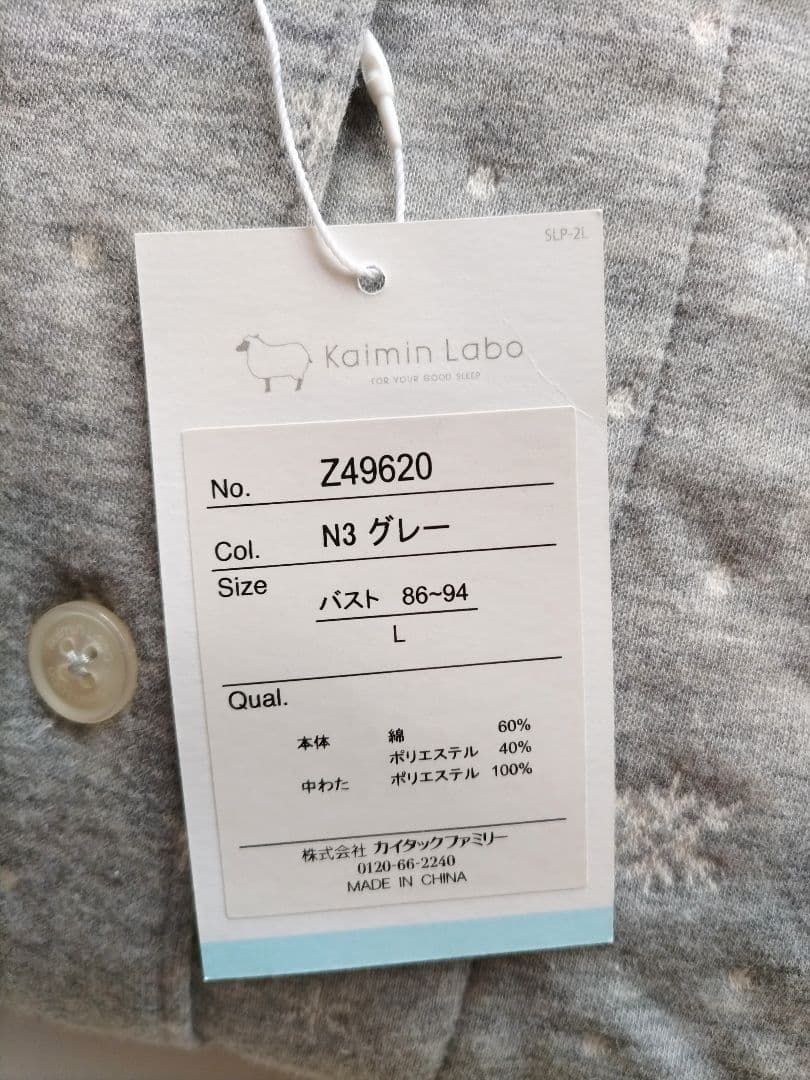 SLP-2L
Kaimin Labo
FOR YOUR GOOD SLEEP
No. Z49620
Col. N3 グレー
Size バスト 86~94
L
Qual.
本体 綿 60%
ポリエステル 40%
中わた ポリエステル 100%
株式会社 カイタックファミリー
0120-66-2240
MADE IN CHINA